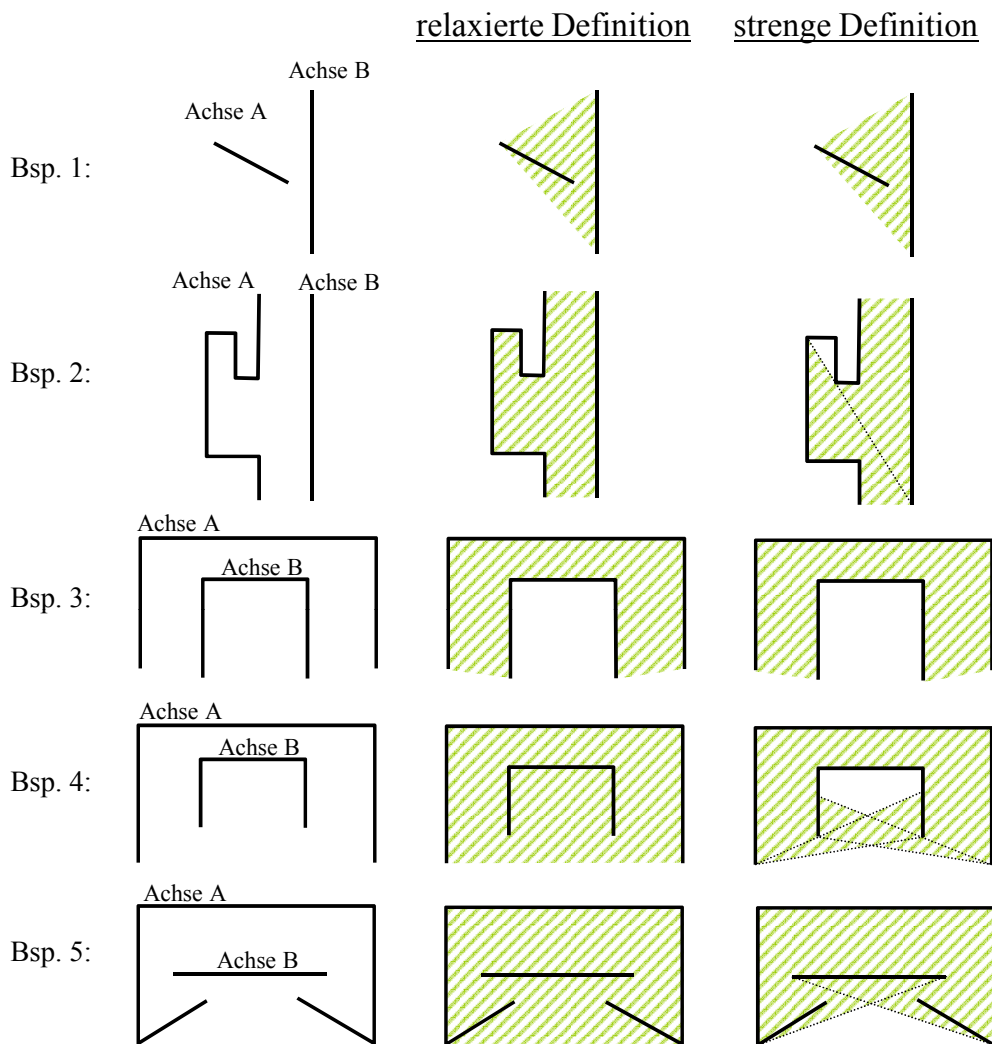 relaxierte Definition strenge Definition
Achse B
Achse A
Bsp. 1:
Achse A Achse B
Bsp. 2:
Achse A
Achse B
Bsp. 3:
Achse A
Achse B
Bsp. 4:
Achse A
Achse B
Bsp. 5: